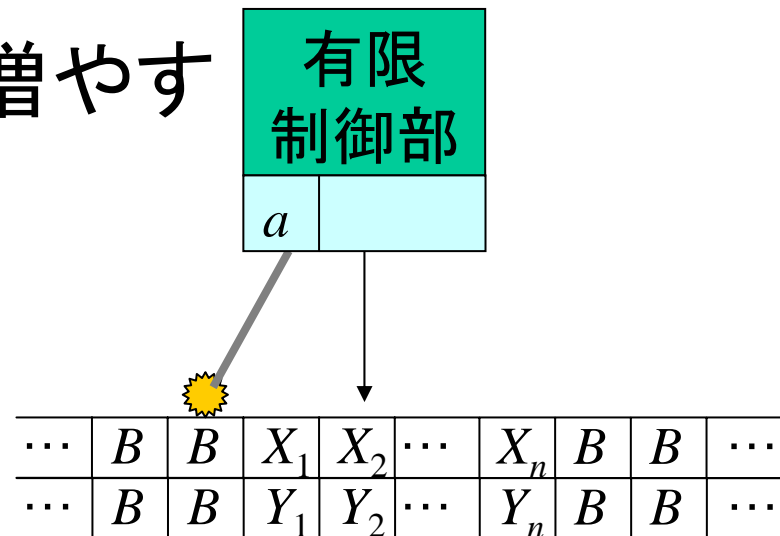 増やす
有限
制御部
a
… B B X₁ X₂ … Xₙ B B …
… B B Y₁ Y₂ … Yₙ B B …